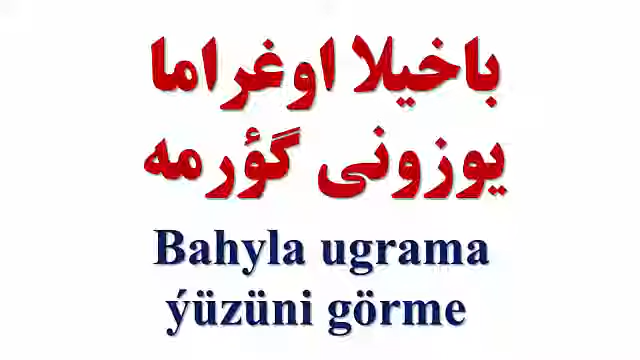 باخیلا اوغراما
یوزونی گؤرمه
Bahyla ugrama
ýüzüni görme